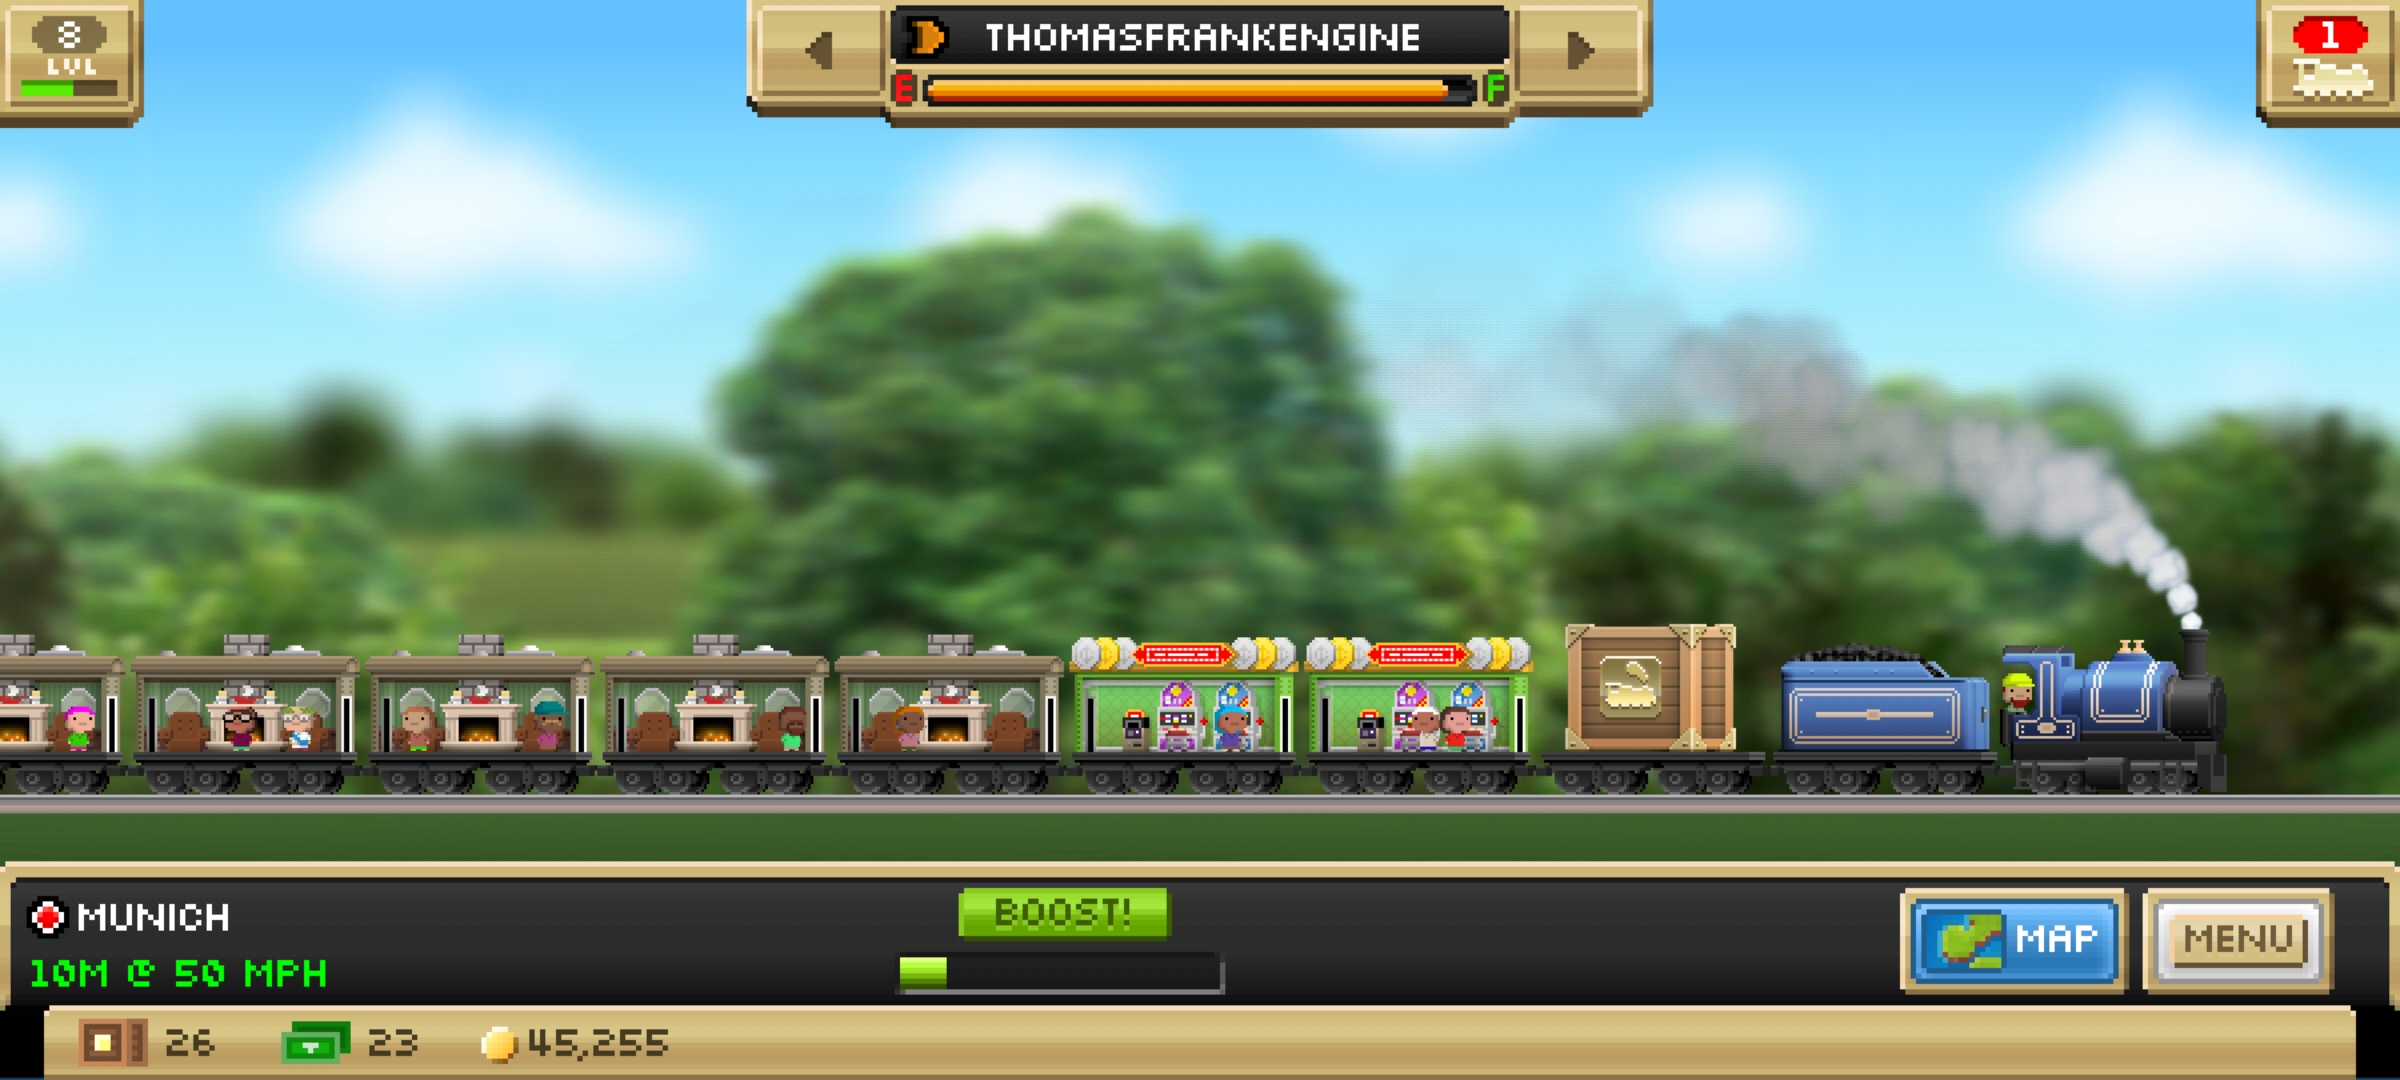 8
LVL
THOMASFRANKENGINE
E F
1
MUNICH
10M @ 50 MPH
BOOST!
MAP
MENU
26
23
45,255